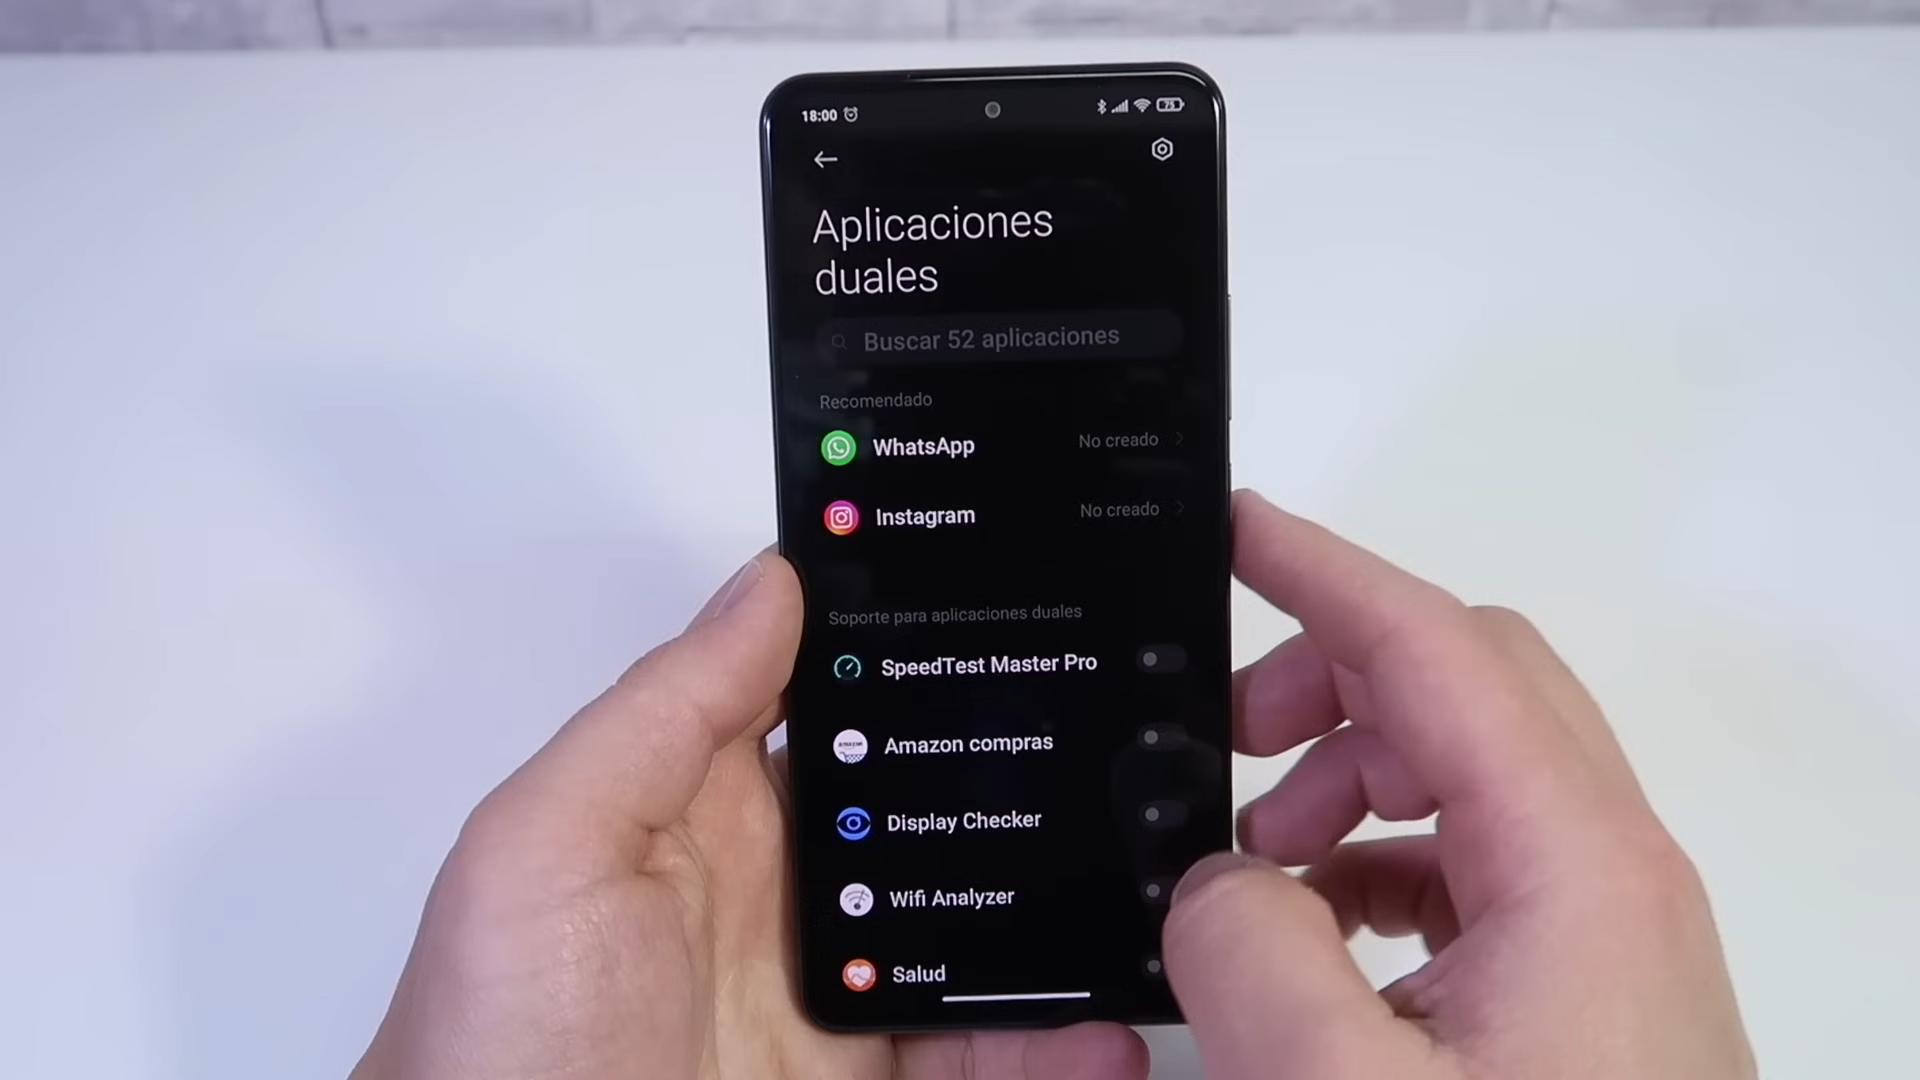 18:00
75
Aplicaciones
duales
Buscar 52 aplicaciones
Recomendado
WhatsApp
No creado
Instagram
No creado
Soporte para aplicaciones duales
SpeedTest Master Pro
Amazon compras
Display Checker
Wifi Analyzer
Salud